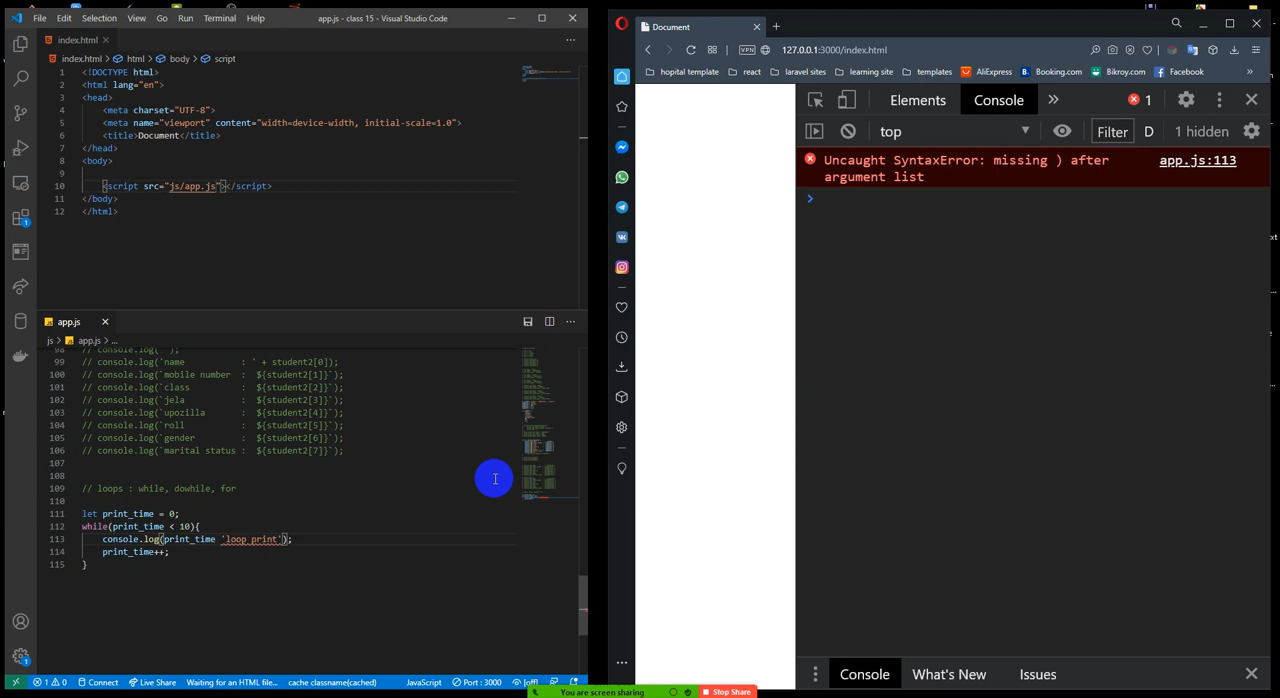 File Edit Selection View Go Run Terminal Help app.js - class 15 - Visual Studio Code
index.html
index.html > html > body > script
1 <!DOCTYPE html>
2 <html lang="en">
3 <head>
4 <meta charset="UTF-8">
5 <meta name="viewport" content="width=device-width, initial-scale=1.0">
6 <title>Document</title>
7 </head>
8 <body>
9
10 <script src="js/app.js"></script>
11 </body>
12 </html>
app.js
js > app.js > ...
98 // console.log(` `);
99 // console.log(`name : ` + student2[0]);
100 // console.log(`mobile number : ${student2[1]}`);
101 // console.log(`class : ${student2[2]}`);
102 // console.log(`jela : ${student2[3]}`);
103 // console.log(`upozilla : ${student2[4]}`);
104 // console.log(`roll : ${student2[5]}`);
105 // console.log(`gender : ${student2[6]}`);
106 // console.log(`marital status : ${student2[7]}`);
107
108
109 // loops : while, dowhile, for
110
111 let print_time = 0;
112 while(print_time < 10){
113 console.log(print_time 'loop print');
114 print_time++;
115 }
1 0 Connect Live Share Waiting for an HTML file... cache classname(cached) JavaScript Port : 3000 [off]
You are screen sharing Stop Share
Document
VPN 127.0.0.1:3000/index.html
hopital template react laravel sites learning site templates AliExpress Booking.com Bikroy.com Facebook »
Elements Console » 1
top Filter D 1 hidden
Uncaught SyntaxError: missing ) after app.js:113
argument list
Console What's New Issues